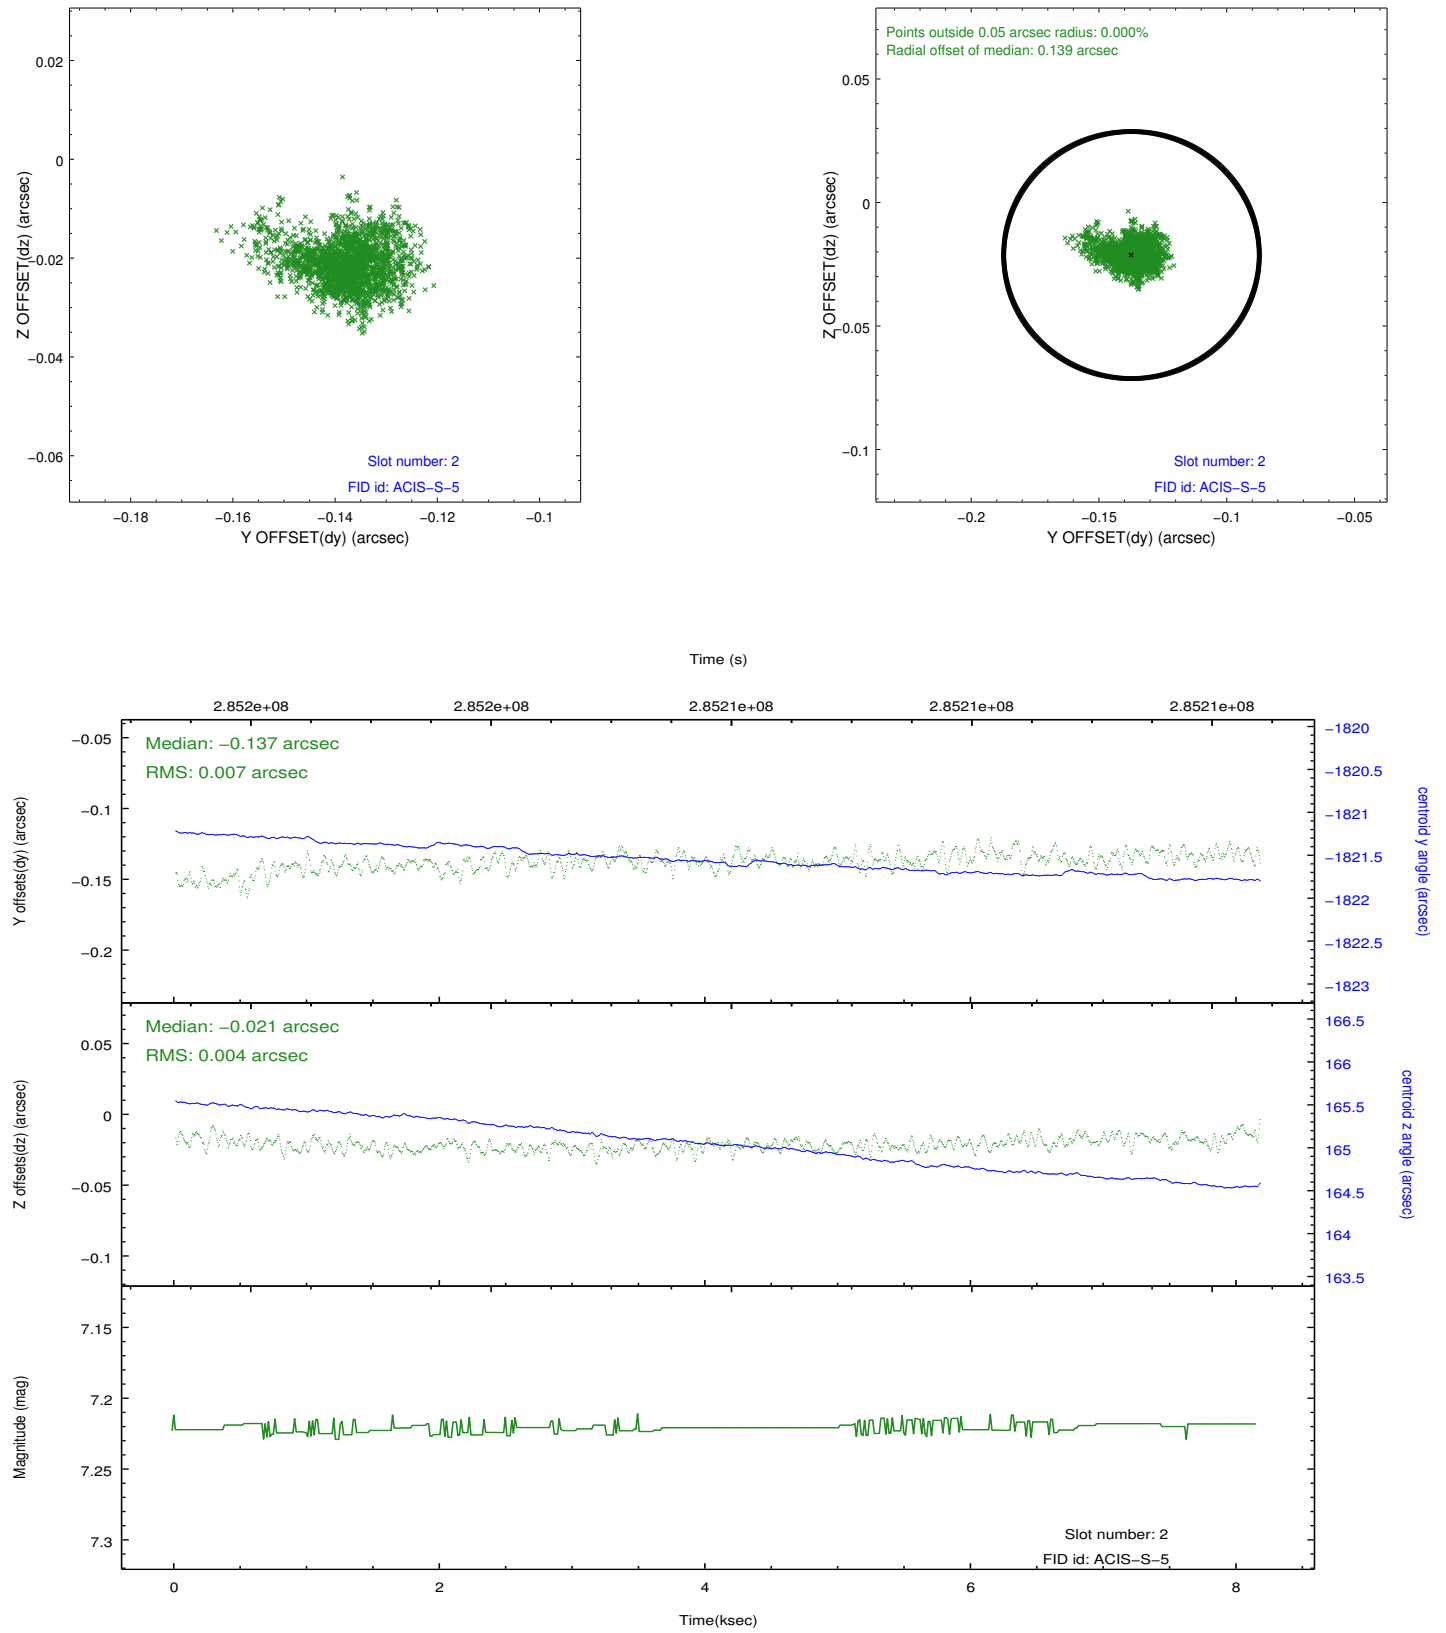 0.02
0
−0.02
−0.04
−0.06
Z OFFSET(dz) (arcsec)
Slot number: 2
FID id: ACIS−S−5
−0.18
−0.16
−0.14
−0.12
−0.1
Y OFFSET(dy) (arcsec)
Points outside 0.05 arcsec radius: 0.000%
Radial offset of median: 0.139 arcsec
0.05
0
−0.05
−0.1
Z OFFSET(dz) (arcsec)
Slot number: 2
FID id: ACIS−S−5
−0.2
−0.15
−0.1
−0.05
Y OFFSET(dy) (arcsec)
Time (s)
2.852e+08
2.852e+08
2.8521e+08
2.8521e+08
2.8521e+08
Median: −0.137 arcsec
RMS: 0.007 arcsec
−0.05
−0.1
−0.15
−0.2
Y offsets(dy) (arcsec)
−1820
−1820.5
−1821
−1821.5
−1822
−1822.5
−1823
centroid y angle (arcsec)
Median: −0.021 arcsec
RMS: 0.004 arcsec
0.05
0
−0.05
−0.1
Z offsets(dz) (arcsec)
166.5
166
165.5
165
164.5
164
163.5
centroid z angle (arcsec)
7.15
7.2
7.25
7.3
Magnitude (mag)
Slot number: 2
FID id: ACIS−S−5
0
2
4
6
8
Time(ksec)